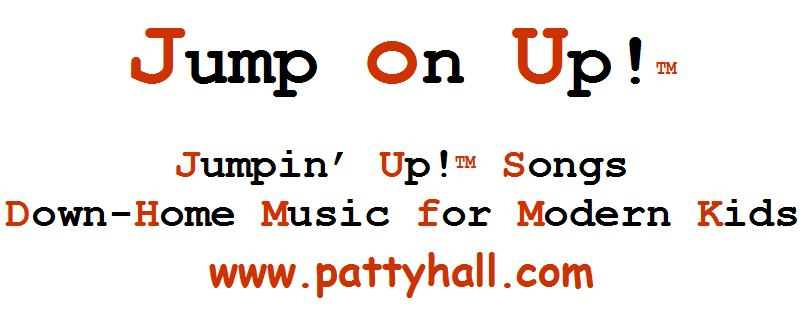 Jump on Up!™
Jumpin’ Up!™ Songs
Down-Home Music for Modern Kids
www.pattyhall.com